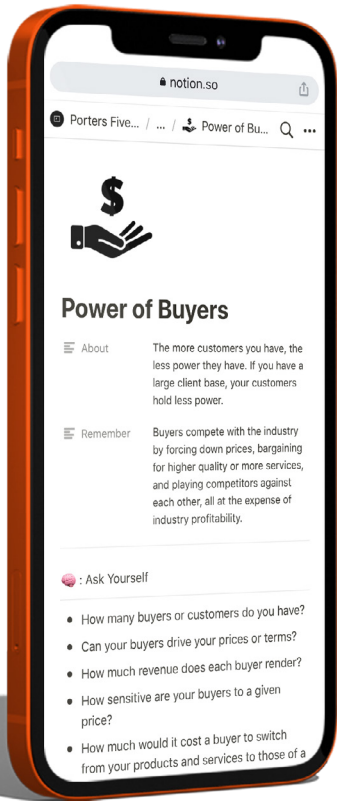 notion.so
Porters Five... / ... / Power of Bu...
$
Power of Buyers
About
The more customers you have, the
less power they have. If you have a
large client base, your customers
hold less power.
Remember
Buyers compete with the industry
by forcing down prices, bargaining
for higher quality or more services,
and playing competitors against
each other, all at the expense of
industry profitability.
: Ask Yourself
• How many buyers or customers do you have?
• Can your buyers drive your prices or terms?
• How much revenue does each buyer render?
• How sensitive are your buyers to a given
price?
• How much would it cost a buyer to switch
from your products and services to those of a